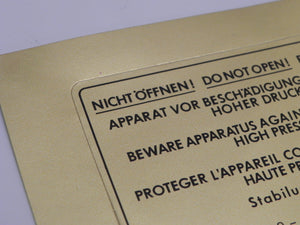 NICHT ÖFFNEN! DO NOT OPEN!
APPARAT VOR BESCHÄDIGUNG
HOHER DRUCK
BEWARE APPARATUS AGAIN
HIGH PRES
PROTEGER L'APPAREIL CO
HAUTE PR
Stabilu